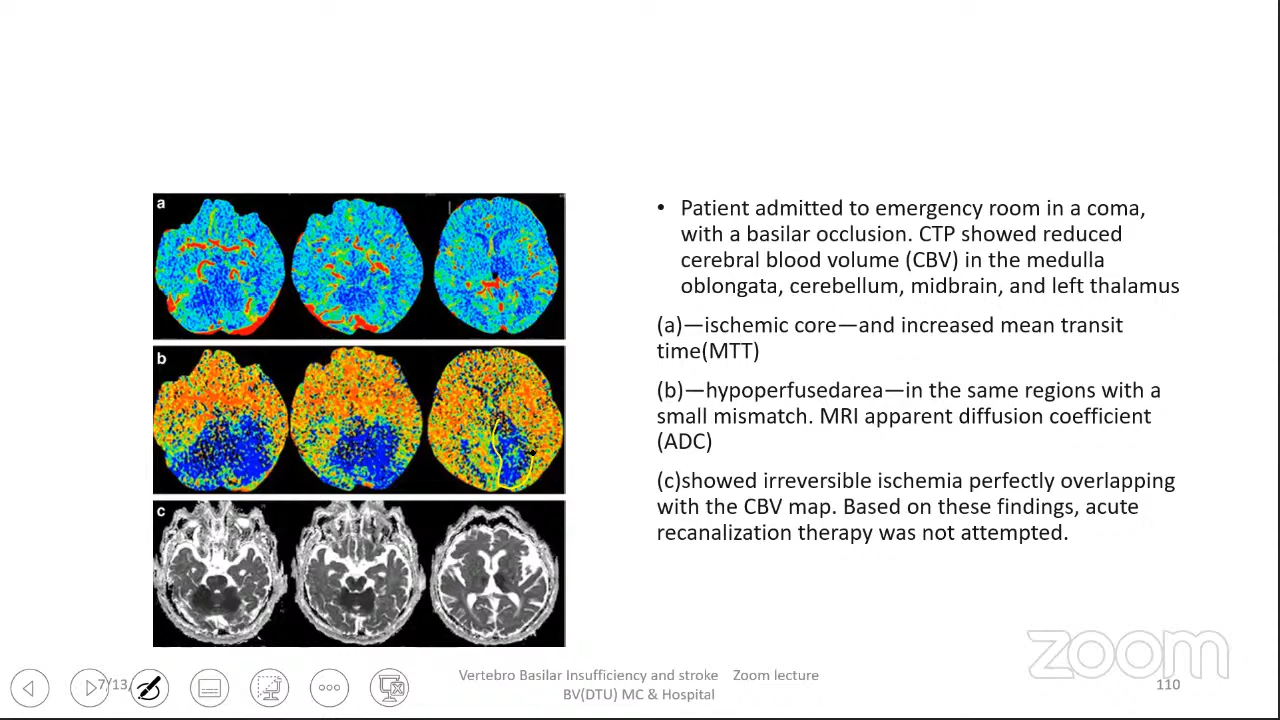 a
b
c
• Patient admitted to emergency room in a coma,
with a basilar occlusion. CTP showed reduced
cerebral blood volume (CBV) in the medulla
oblongata, cerebellum, midbrain, and left thalamus
(a)—ischemic core—and increased mean transit
time(MTT)
(b)—hypoperfusedarea—in the same regions with a
small mismatch. MRI apparent diffusion coefficient
(ADC)
(c)showed irreversible ischemia perfectly overlapping
with the CBV map. Based on these findings, acute
recanalization therapy was not attempted.
zoom
7/13/
Vertebro Basilar Insufficiency and stroke Zoom lecture
BV(DTU) MC & Hospital
110